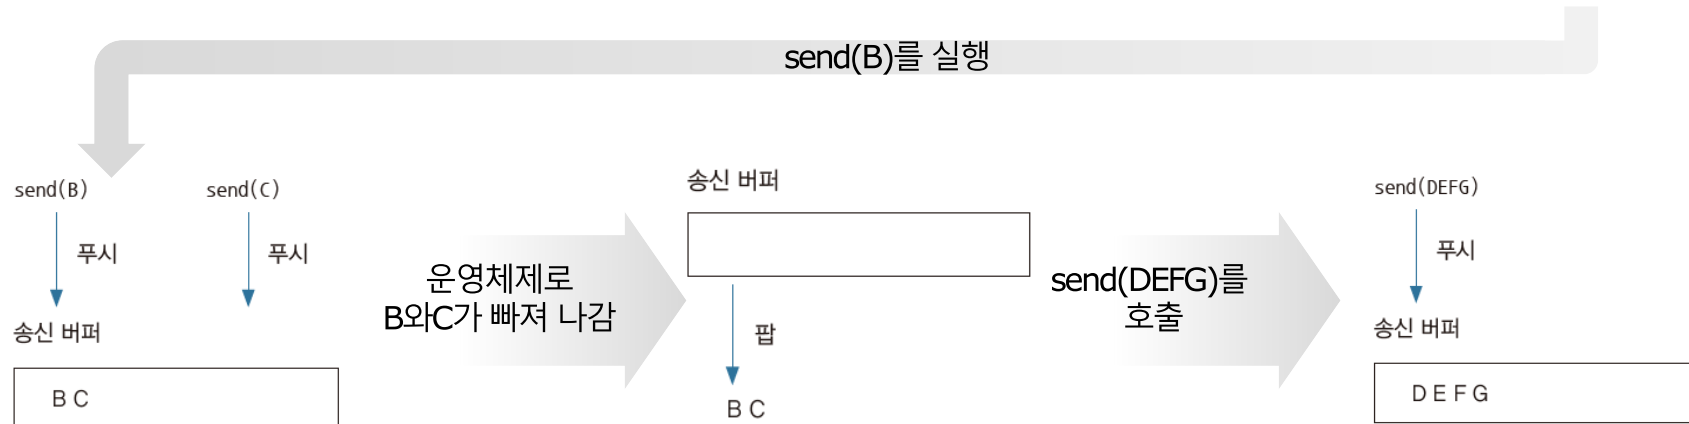 send(B)를 실행
send(B)
send(C)
푸시
푸시
송신 버퍼
B C
운영체제로
B와C가 빠져 나감
송신 버퍼
팝
B C
send(DEFG)를
호출
send(DEFG)
푸시
송신 버퍼
D E F G